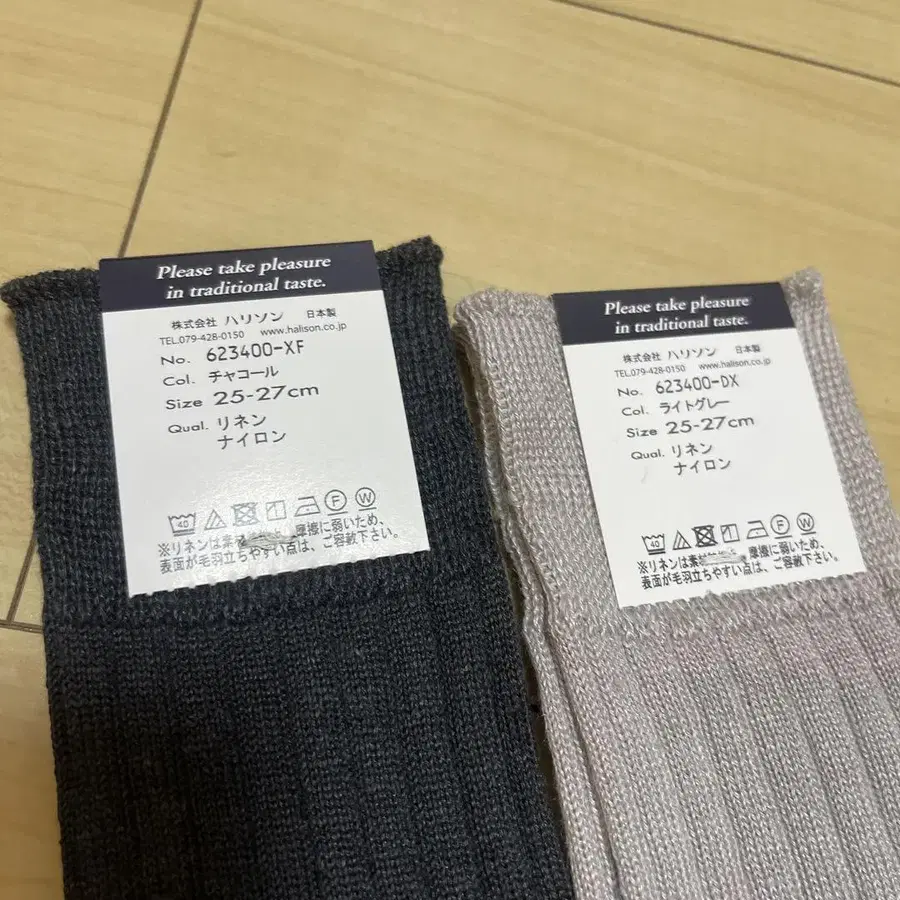 Please take pleasure
in traditional taste.
株式会社 ハリソン 日本製
TEL.079-428-0150 www.halison.co.jp
No. 623400-XF
Col. チャコール
Size 25-27cm
Qual. リネン
ナイロン
40 F W
※リネンは素 摩擦に弱いため、
表面が毛羽立ちやすい点は、ご容赦下さい。
Please take pleasure
in traditional taste.
株式会社 ハリソン 日本製
TEL.079-428-0150 www.halison.co.jp
No. 623400-DX
Col. ライトグレー
Size 25-27cm
Qual. リネン
ナイロン
40 F W
※リネンは素 摩擦に弱いため、
表面が毛羽立ちやすい点は、ご容赦下さい。